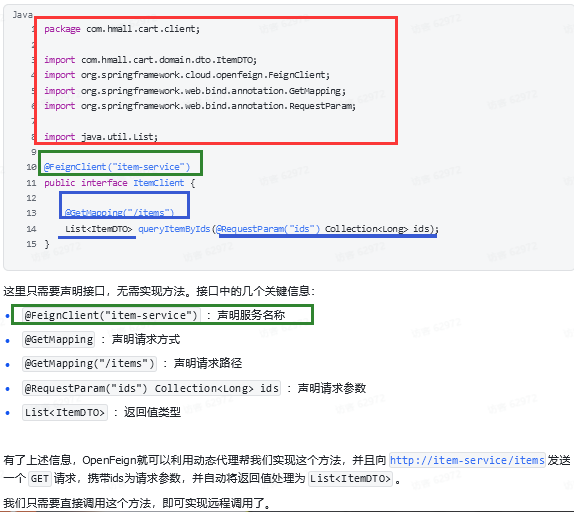 Java
1 package com.hmall.cart.client;
2
3 import com.hmall.cart.domain.dto.ItemDTO;
4 import org.springframework.cloud.openfeign.FeignClient;
5 import org.springframework.web.bind.annotation.GetMapping;
6 import org.springframework.web.bind.annotation.RequestParam;
7
8 import java.util.List;
9
10 @FeignClient("item-service")
11 public interface ItemClient {
12
13 @GetMapping("/items")
14 List<ItemDTO> queryItemByIds(@RequestParam("ids") Collection<Long> ids);
15 }
这里只需要声明接口，无需实现方法。接口中的几个关键信息：
• @FeignClient("item-service") ：声明服务名称
• @GetMapping ：声明请求方式
• @GetMapping("/items") ：声明请求路径
• @RequestParam("ids") Collection<Long> ids ：声明请求参数
• List<ItemDTO> ：返回值类型
有了上述信息，OpenFeign就可以利用动态代理帮我们实现这个方法，并且向 http://item-service/items 发送
一个 GET 请求，携带ids为请求参数，并自动将返回值处理为 List<ItemDTO> 。
我们只需要直接调用这个方法，即可实现远程调用了。